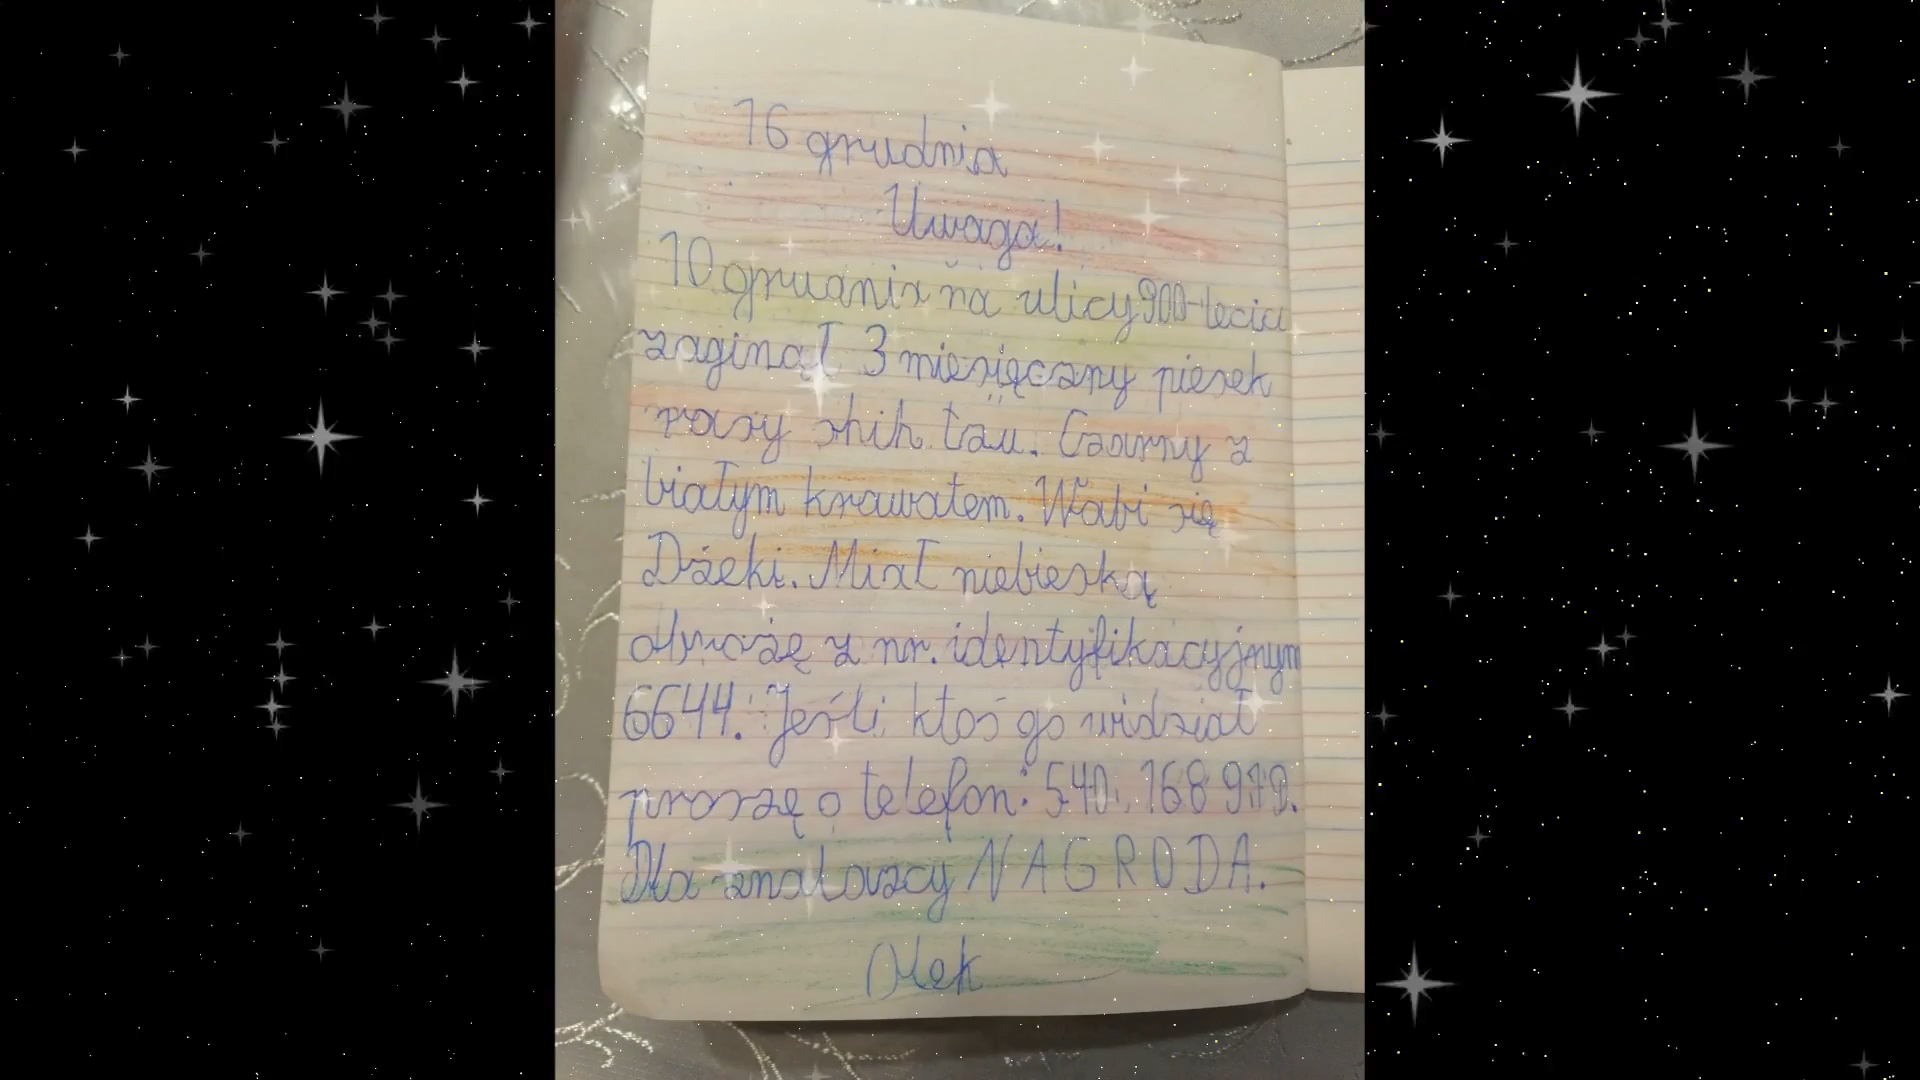 16 grudnia
Uwaga!
10 grudnia na ulicy 900-lecia
zaginął 3 miesięczny piesek
rasy shih tzu. Czarny z
białym krawatem. Wabi się
Dżeki. Miał niebieską
obrożę z nr. identyfikacyjnym
6644. Jeśli ktoś go widział
proszę o telefon: 540 168 919.
Dla znalazcy NAGRODA.
Olek